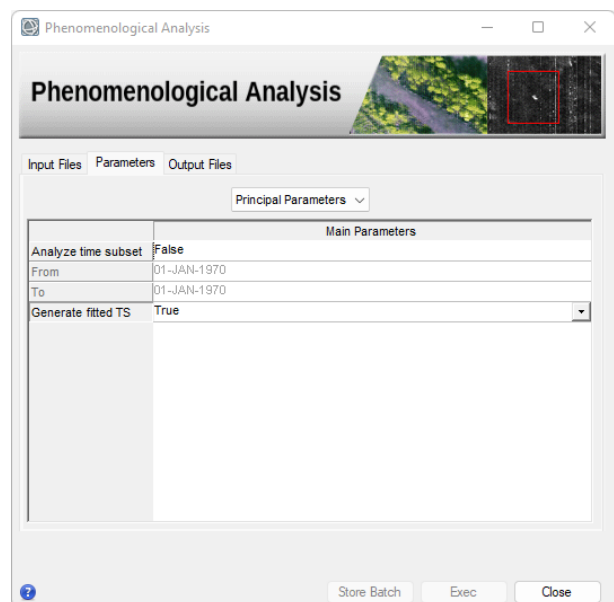 Phenomenological Analysis
Phenomenological Analysis
Input Files Parameters Output Files
Principal Parameters
Main Parameters
Analyze time subset False
From 01-JAN-1970
To 01-JAN-1970
Generate fitted TS True
? Store Batch Exec Close